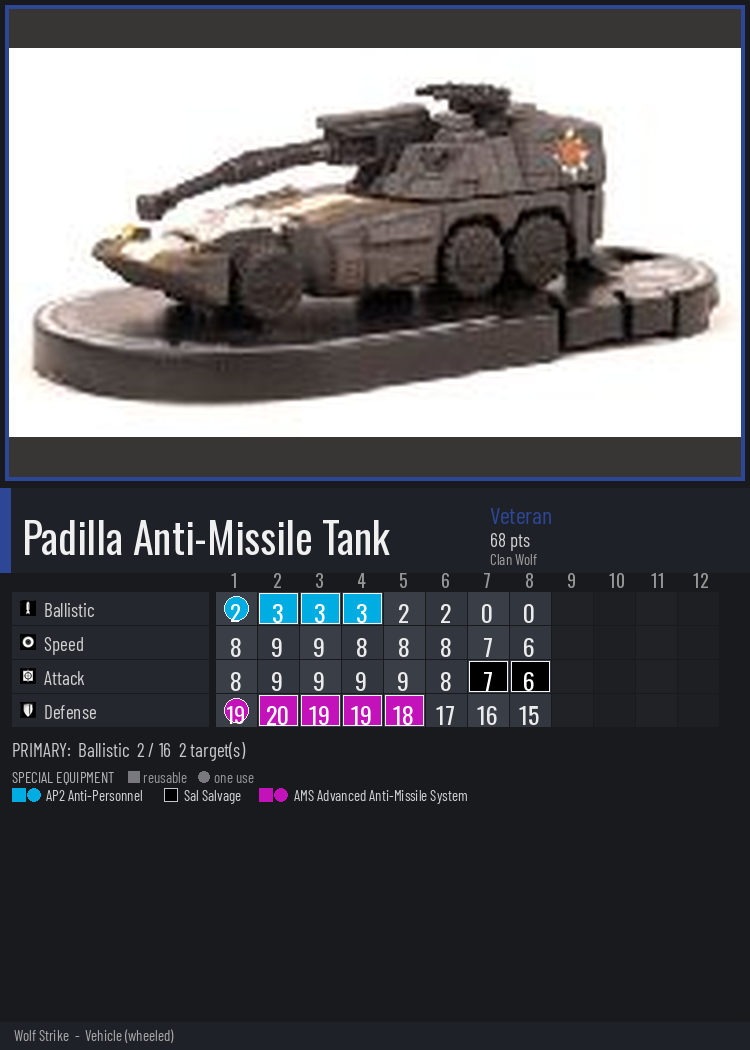 Padilla Anti-Missile Tank
Veteran
68 pts
Clan Wolf
1 2 3 4 5 6 7 8 9 10 11 12
Ballistic 2 3 3 3 2 2 0 0
Speed 8 9 9 8 8 8 7 6
Attack 8 9 9 9 9 8 7 6
Defense 19 20 19 19 18 17 16 15
PRIMARY: Ballistic 2 / 16 2 target(s)
SPECIAL EQUIPMENT reusable one use
AP2 Anti-Personnel Sal Salvage AMS Advanced Anti-Missile System
Wolf Strike - Vehicle (wheeled)